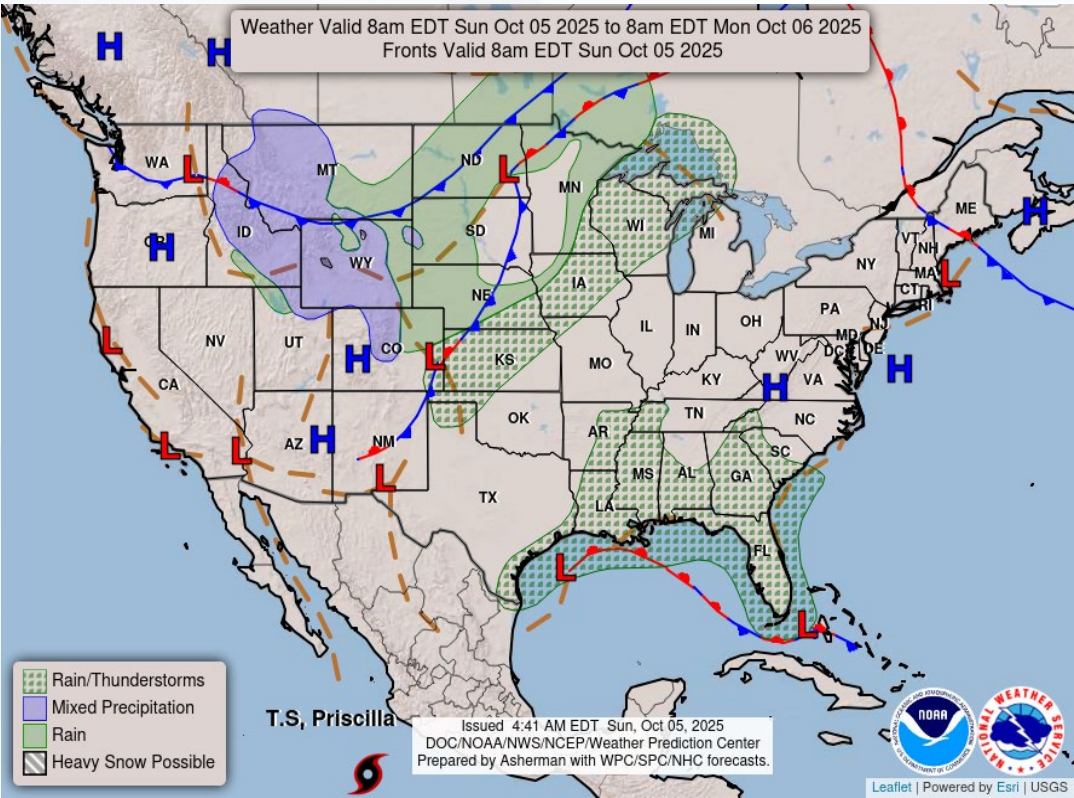 Weather Valid 8am EDT Sun Oct 05 2025 to 8am EDT Mon Oct 06 2025
Fronts Valid 8am EDT Sun Oct 05 2025
H
H
WA
L
MT
ND
L
MN
ME
H
OR
H
ID
WY
SD
WI
MI
VT
NH
NY
MA
CT
RI
L
NE
IA
PA
NJ
L
NV
UT
H
CO
L
KS
IL
IN
OH
MD
DC
DE
WV
H
CA
MO
KY
H
VA
L
L
AZ
H
NM
L
OK
AR
TN
NC
SC
TX
MS
AL
GA
LA
L
FL
L
Rain/Thunderstorms
Mixed Precipitation
Rain
Heavy Snow Possible
T.S, Priscilla
Issued 4:41 AM EDT Sun, Oct 05, 2025
DOC/NOAA/NWS/NCEP/Weather Prediction Center
Prepared by Asherman with WPC/SPC/NHC forecasts.
NOAA
NATIONAL WEATHER SERVICE
Leaflet | Powered by Esri | USGS